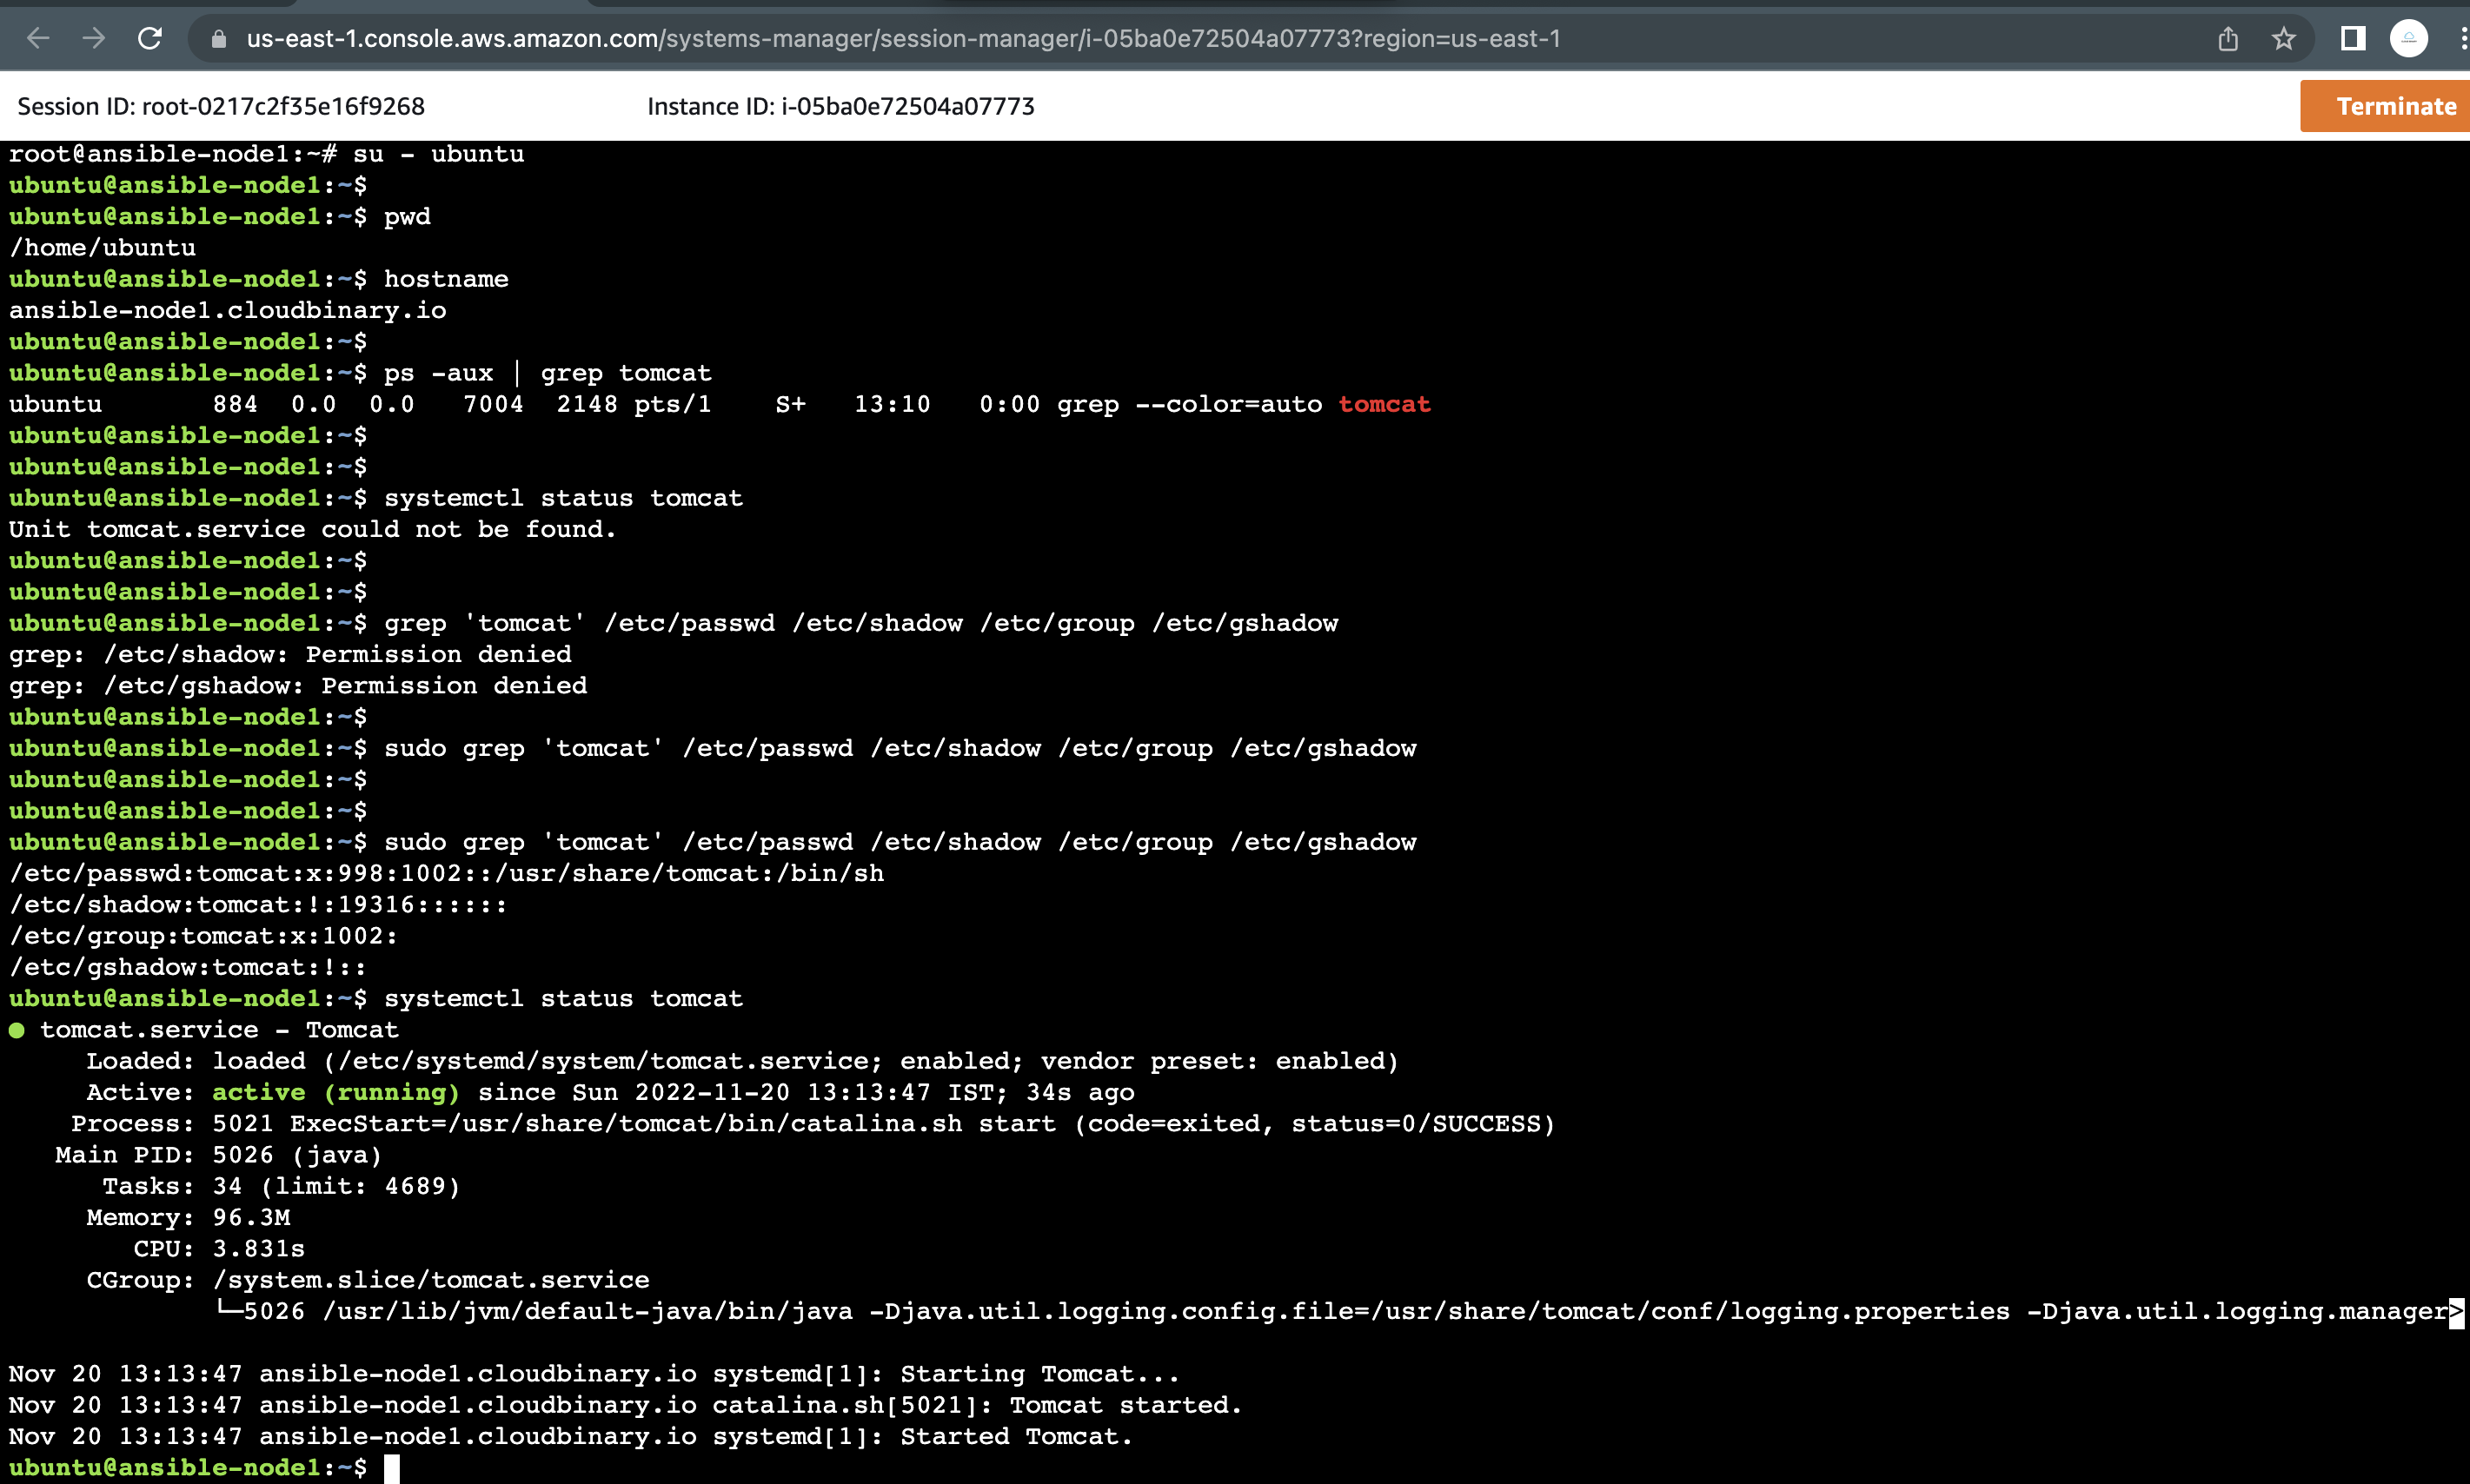 us-east-1.console.aws.amazon.com/systems-manager/session-manager/i-05ba0e72504a07773?region=us-east-1
Session ID: root-0217c2f35e16f9268 Instance ID: i-05ba0e72504a07773 Terminate
root@ansible-node1:~# su - ubuntu
ubuntu@ansible-node1:~$
ubuntu@ansible-node1:~$ pwd
/home/ubuntu
ubuntu@ansible-node1:~$ hostname
ansible-node1.cloudbinary.io
ubuntu@ansible-node1:~$
ubuntu@ansible-node1:~$ ps -aux | grep tomcat
ubuntu       884  0.0  0.0   7004  2148 pts/1    S+   13:10   0:00 grep --color=auto tomcat
ubuntu@ansible-node1:~$
ubuntu@ansible-node1:~$
ubuntu@ansible-node1:~$ systemctl status tomcat
Unit tomcat.service could not be found.
ubuntu@ansible-node1:~$
ubuntu@ansible-node1:~$
ubuntu@ansible-node1:~$ grep 'tomcat' /etc/passwd /etc/shadow /etc/group /etc/gshadow
grep: /etc/shadow: Permission denied
grep: /etc/gshadow: Permission denied
ubuntu@ansible-node1:~$
ubuntu@ansible-node1:~$ sudo grep 'tomcat' /etc/passwd /etc/shadow /etc/group /etc/gshadow
ubuntu@ansible-node1:~$
ubuntu@ansible-node1:~$
ubuntu@ansible-node1:~$ sudo grep 'tomcat' /etc/passwd /etc/shadow /etc/group /etc/gshadow
/etc/passwd:tomcat:x:998:1002::/usr/share/tomcat:/bin/sh
/etc/shadow:tomcat:!:19316::::::
/etc/group:tomcat:x:1002:
/etc/gshadow:tomcat:!::
ubuntu@ansible-node1:~$ systemctl status tomcat
● tomcat.service - Tomcat
     Loaded: loaded (/etc/systemd/system/tomcat.service; enabled; vendor preset: enabled)
     Active: active (running) since Sun 2022-11-20 13:13:47 IST; 34s ago
    Process: 5021 ExecStart=/usr/share/tomcat/bin/catalina.sh start (code=exited, status=0/SUCCESS)
   Main PID: 5026 (java)
      Tasks: 34 (limit: 4689)
     Memory: 96.3M
        CPU: 3.831s
     CGroup: /system.slice/tomcat.service
             └─5026 /usr/lib/jvm/default-java/bin/java -Djava.util.logging.config.file=/usr/share/tomcat/conf/logging.properties -Djava.util.logging.manager>
Nov 20 13:13:47 ansible-node1.cloudbinary.io systemd[1]: Starting Tomcat...
Nov 20 13:13:47 ansible-node1.cloudbinary.io catalina.sh[5021]: Tomcat started.
Nov 20 13:13:47 ansible-node1.cloudbinary.io systemd[1]: Started Tomcat.
ubuntu@ansible-node1:~$